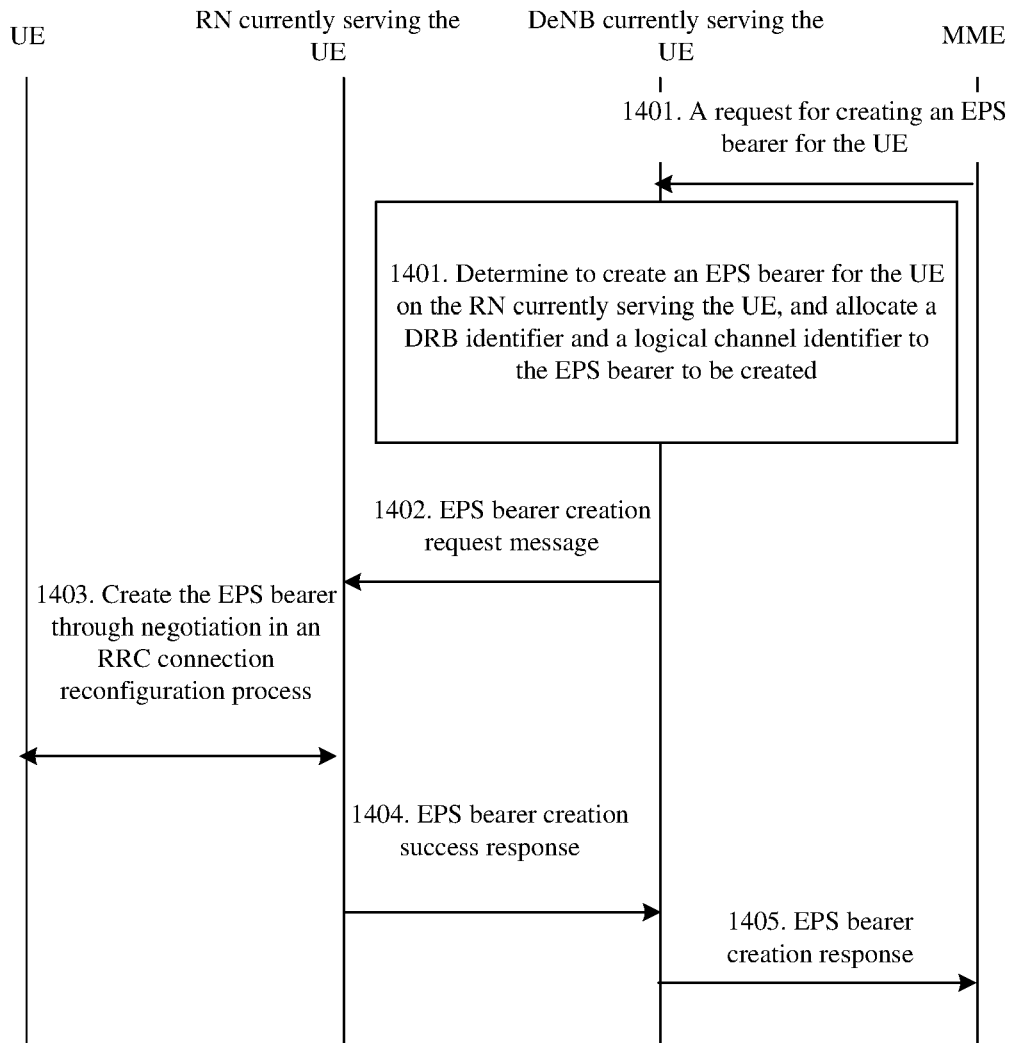 UE
RN currently serving the
UE
DeNB currently serving the
UE
MME
1401. A request for creating an EPS
bearer for the UE
1401. Determine to create an EPS bearer for the UE
on the RN currently serving the UE, and allocate a
DRB identifier and a logical channel identifier to
the EPS bearer to be created
1402. EPS bearer creation
request message
1403. Create the EPS bearer
through negotiation in an
RRC connection
reconfiguration process
1404. EPS bearer creation
success response
1405. EPS bearer
creation response